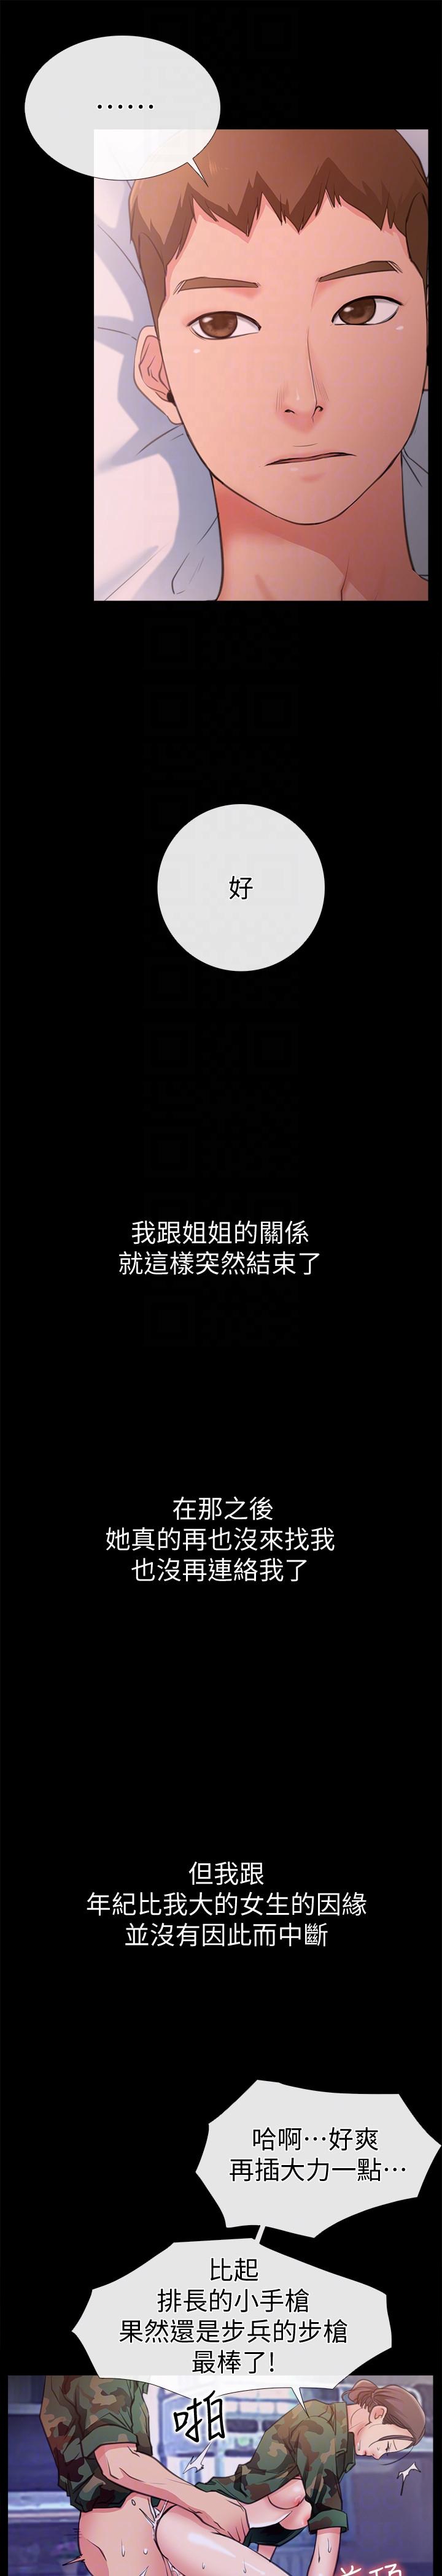 ……
好
我跟姐姐的關係
就這樣突然結束了
在那之後
她真的再也沒來找我
也沒再連絡我了
但我跟
年紀比我大的女生的因緣
並沒有因此而中斷
哈啊…好爽
再插大力一點…
比起
排長的小手槍
果然還是步兵的步槍
最棒了!
啪